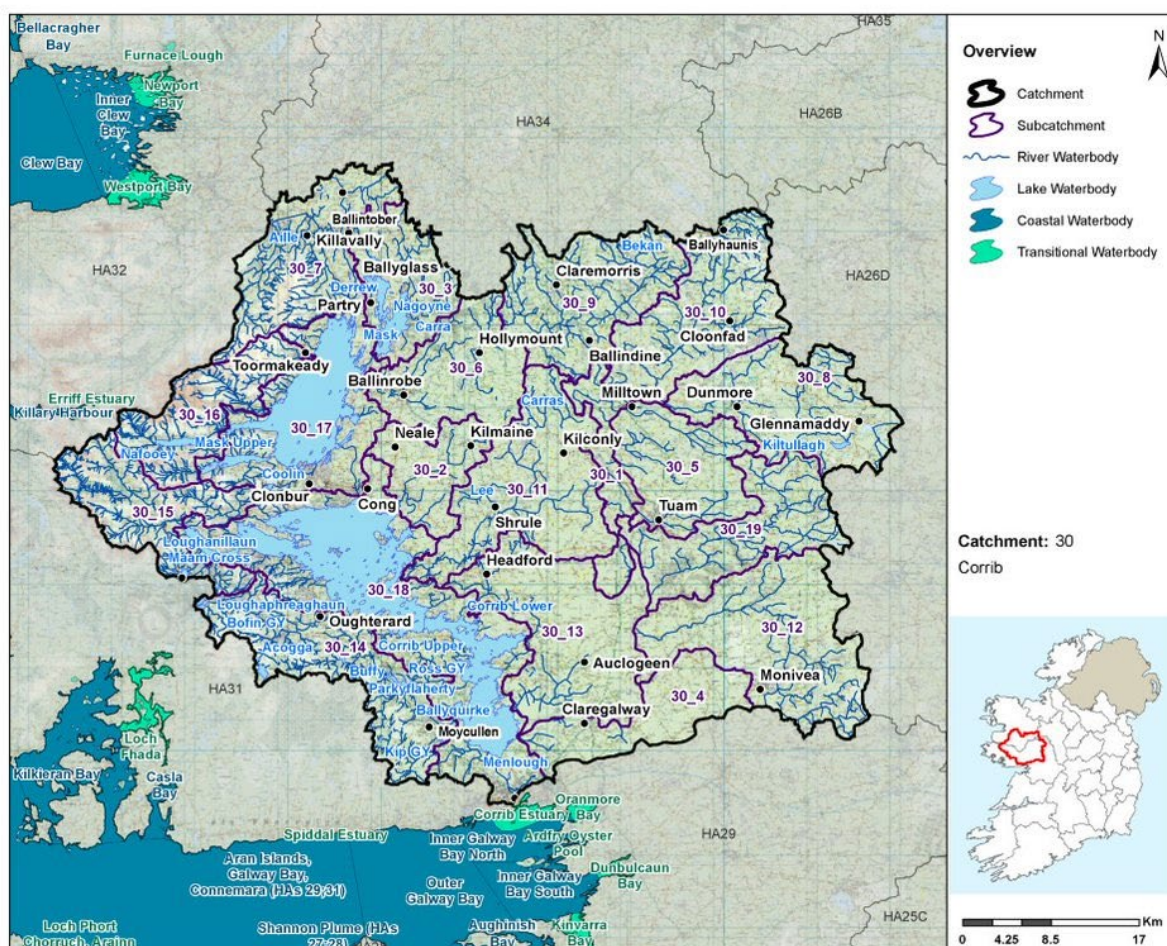 Bellacragher
Bay
Furnace Lough
Newport
Bay
Inner
Clew
Bay
Clew Bay
Westport Bay
HA35
HA34
HA26B
HA32
HA26D
Ballintober
Aille
Killavally
30_7
Ballyglass
30_3
Derrew
Partry
Nagoyne
Mask
Carra
Bekan
Ballyhaunis
Claremorris
30_9
30_10
Cloonfad
Hollymount
30_6
Ballindine
Toormakeady
Ballinrobe
Carras
Milltown
Dunmore
30_8
Glennamaddy
Kiltullagh
Erriff Estuary
Killary Harbour
30_16
30_17
Mask Upper
Nafooey
Neale
Kilmaine
Kilconly
30_2
30_1
30_5
Coolin
Clonbur
Cong
30_11
Lee
Shrule
Tuam
30_19
30_15
Loughanillaun
Maam Cross
Headford
30_18
Corrib Lower
Loughaphreaghaun
Bofin GY
Oughterard
30_13
30_12
Acogga
30_14
Corrib Upper
Ross GY
Buffy
Parkyflaherty
Auclogeen
Monivea
30_4
HA31
Ballyquirke
Moycullen
Claregalway
Kip GY
Menlough
Loch
Fhada
Kilkieran Bay
Casla
Bay
Oranmore
Bay
Corrib Estuary
Spiddal Estuary
Inner Galway
Bay North
Ardfry Oyster
Pool
HA29
Aran Islands,
Galway Bay,
Connemara (HAs 29;31)
Outer
Galway Bay
Inner Galway
Bay South
Dunbulcaun
Bay
Loch Phort
Chorruch, Arainn
Shannon Plume (HAs
27;28)
Aughinish
Bay
Kinvarra
Bay
HA25C
N
Overview
Catchment
Subcatchment
River Waterbody
Lake Waterbody
Coastal Waterbody
Transitional Waterbody
Catchment: 30
Corrib
Km
0 4.25 8.5 17